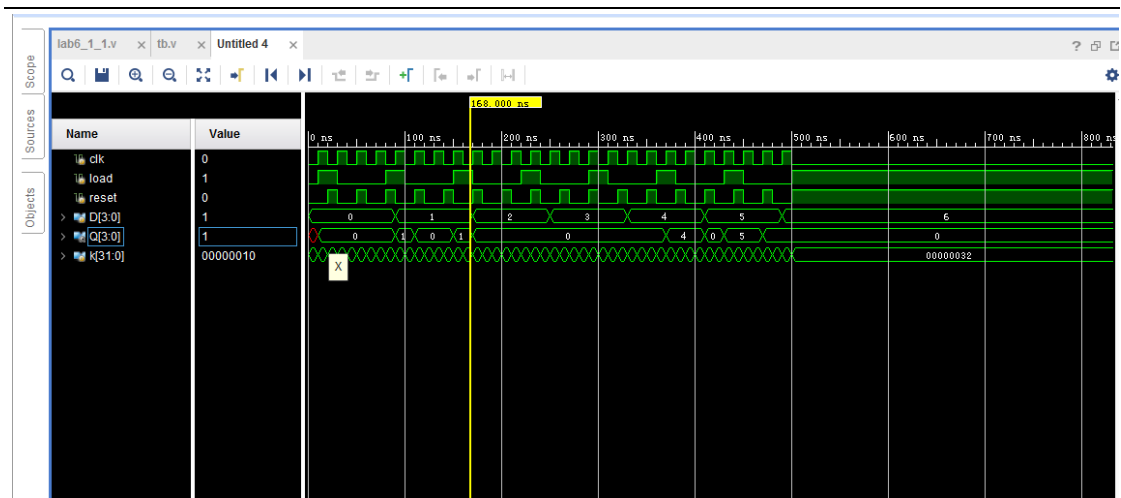 lab6_1_1.v × tb.v × Untitled 4 ×
? 
Scope
Sources
Objects
168.000 ns
Name Value
0 ns 100 ns 200 ns 300 ns 400 ns 500 ns 600 ns 700 ns 800 ns
clk 0
load 1
reset 0
D[3:0] 1 0 1 2 3 4 5 6
Q[3:0] 1 0 1 0 1 0 4 0 5 0
k[31:0] 00000010 00000032
X